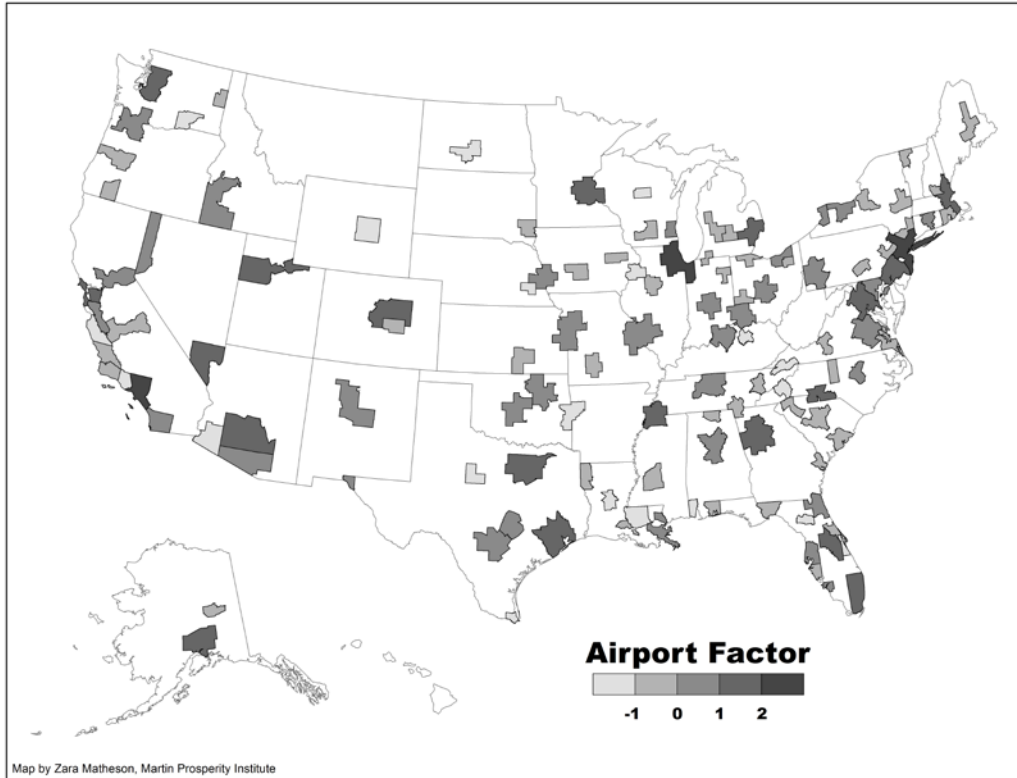 Airport Factor
-1 0 1 2
Map by Zara Matheson, Martin Prosperity Institute